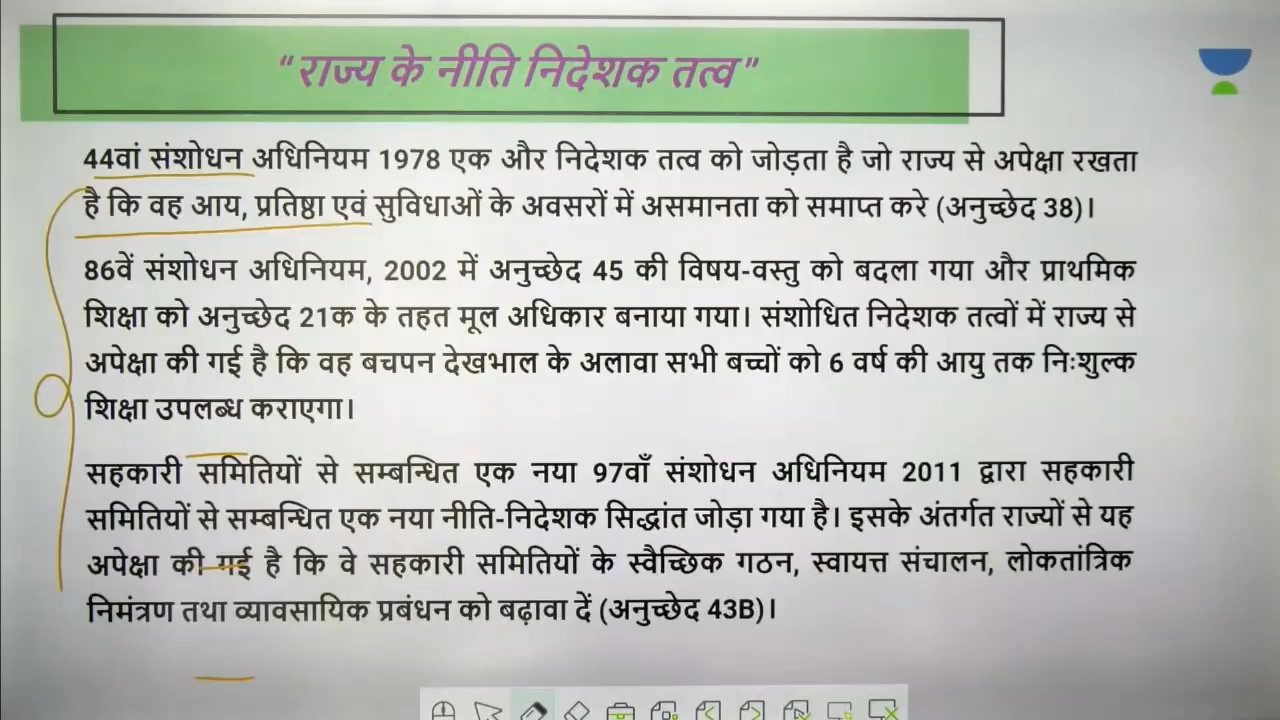 “राज्य के नीति निदेशक तत्व”
44वां संशोधन अधिनियम 1978 एक और निदेशक तत्व को जोड़ता है जो राज्य से अपेक्षा रखता
है कि वह आय, प्रतिष्ठा एवं सुविधाओं के अवसरों में असमानता को समाप्त करे (अनुच्छेद 38)।
86वें संशोधन अधिनियम, 2002 में अनुच्छेद 45 की विषय-वस्तु को बदला गया और प्राथमिक
शिक्षा को अनुच्छेद 21क के तहत मूल अधिकार बनाया गया। संशोधित निदेशक तत्वों में राज्य से
अपेक्षा की गई है कि वह बचपन देखभाल के अलावा सभी बच्चों को 6 वर्ष की आयु तक निःशुल्क
शिक्षा उपलब्ध कराएगा।
सहकारी समितियों से सम्बन्धित एक नया 97वाँ संशोधन अधिनियम 2011 द्वारा सहकारी
समितियों से सम्बन्धित एक नया नीति-निदेशक सिद्धांत जोड़ा गया है। इसके अंतर्गत राज्यों से यह
अपेक्षा की गई है कि वे सहकारी समितियों के स्वैच्छिक गठन, स्वायत्त संचालन, लोकतांत्रिक
निमंत्रण तथा व्यावसायिक प्रबंधन को बढ़ावा दें (अनुच्छेद 43B)।